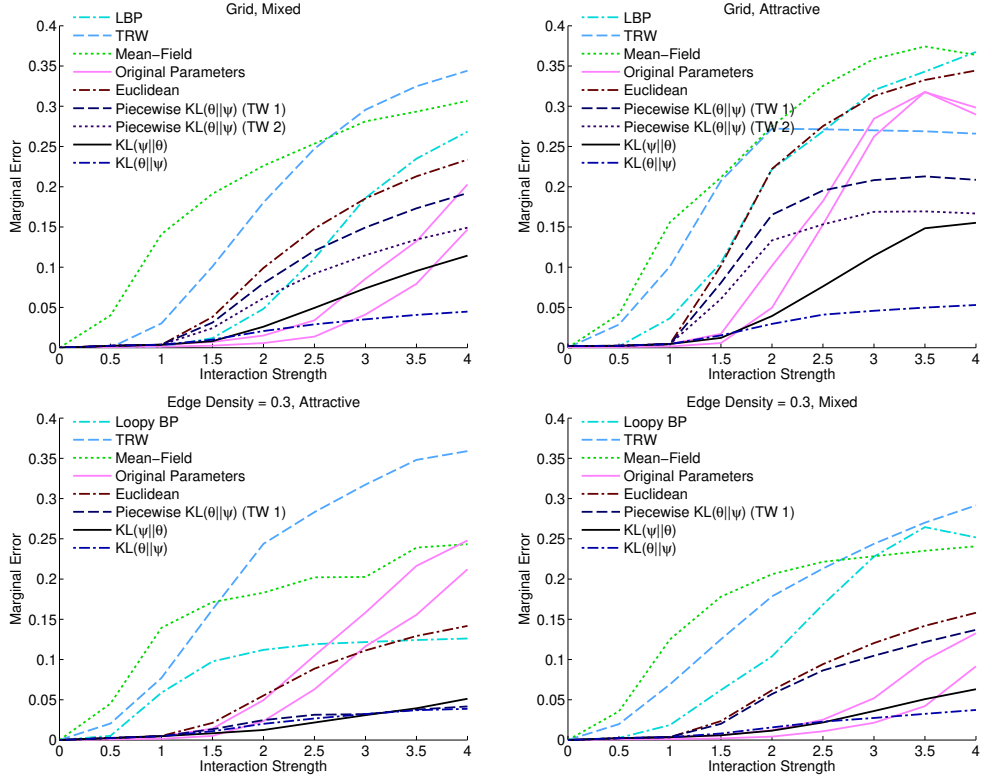 Grid, Mixed
Marginal Error
0.4
0.35
0.3
0.25
0.2
0.15
0.1
0.05
0
LBP
TRW
Mean−Field
Original Parameters
Euclidean
Piecewise KL(θ||ψ) (TW 1)
Piecewise KL(θ||ψ) (TW 2)
KL(ψ||θ)
KL(θ||ψ)
0 0.5 1 1.5 2 2.5 3 3.5 4
Interaction Strength
Grid, Attractive
Marginal Error
0.4
0.35
0.3
0.25
0.2
0.15
0.1
0.05
0
LBP
TRW
Mean−Field
Original Parameters
Euclidean
Piecewise KL(θ||ψ) (TW 1)
Piecewise KL(θ||ψ) (TW 2)
KL(ψ||θ)
KL(θ||ψ)
0 0.5 1 1.5 2 2.5 3 3.5 4
Interaction Strength
Edge Density = 0.3, Attractive
Marginal Error
0.4
0.35
0.3
0.25
0.2
0.15
0.1
0.05
0
Loopy BP
TRW
Mean−Field
Original Parameters
Euclidean
Piecewise KL(θ||ψ) (TW 1)
KL(ψ||θ)
KL(θ||ψ)
0 0.5 1 1.5 2 2.5 3 3.5 4
Interaction Strength
Edge Density = 0.3, Mixed
Marginal Error
0.4
0.35
0.3
0.25
0.2
0.15
0.1
0.05
0
Loopy BP
TRW
Mean−Field
Original Parameters
Euclidean
Piecewise KL(θ||ψ) (TW 1)
KL(ψ||θ)
KL(θ||ψ)
0 0.5 1 1.5 2 2.5 3 3.5 4
Interaction Strength